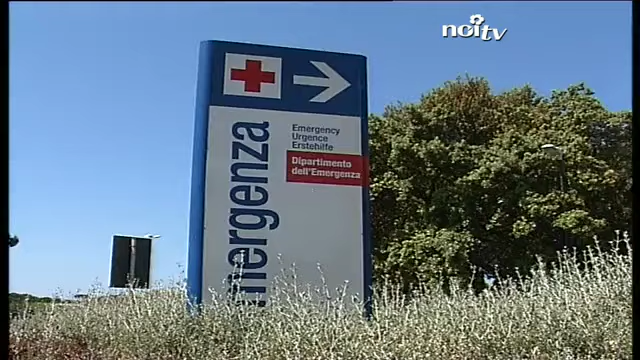 noitv
Emergency
Urgence
Erstehilfe
Dipartimento
dell'Emergenza
emergenza